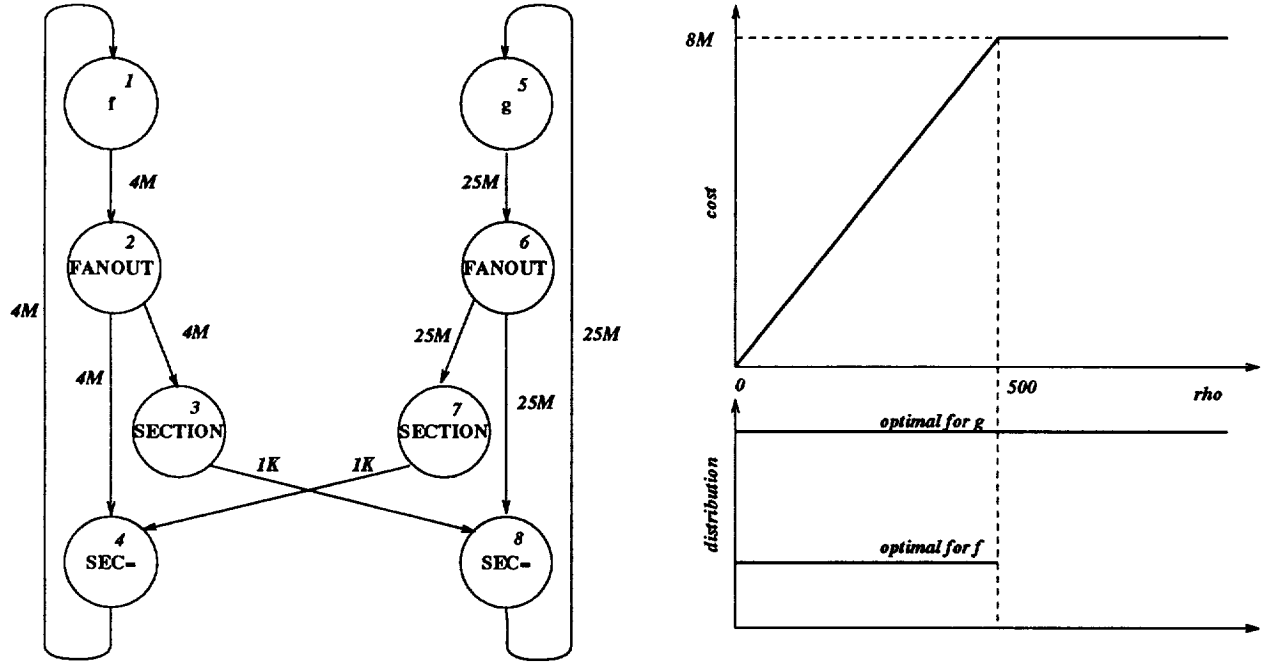 1
f
4M
2
FANOUT
4M
4M
4M
3
SECTION
1K
4
SEC=
5
g
25M
6
FANOUT
25M
25M
25M
7
SECTION
1K
8
SEC=
8M
cost
0
500
rho
optimal for g
distribution
optimal for f